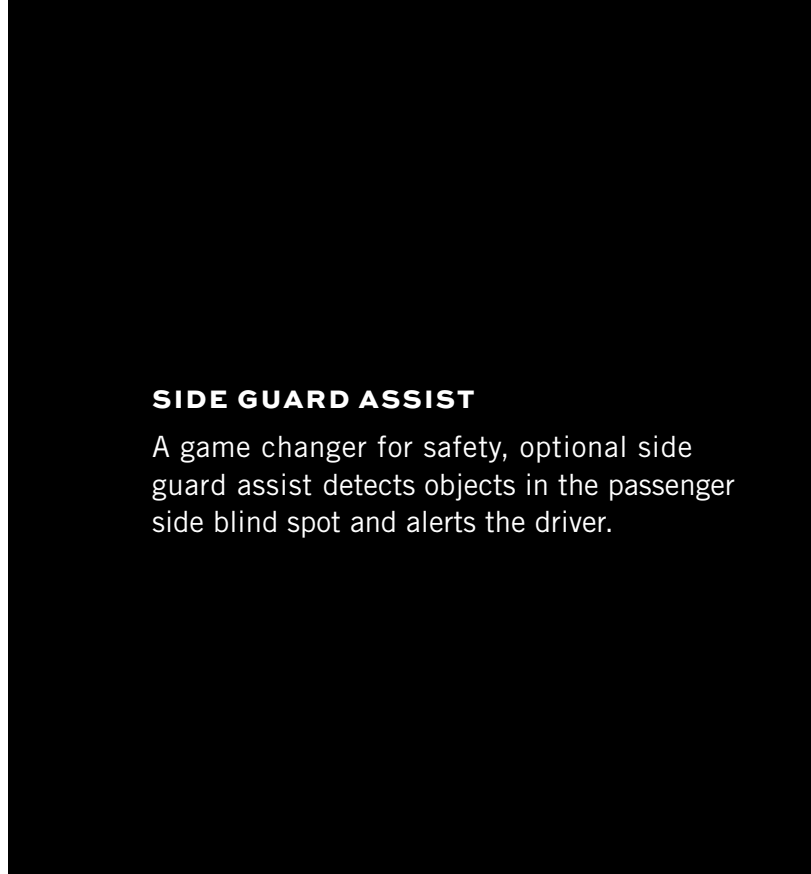 SIDE GUARD ASSIST
A game changer for safety, optional side
guard assist detects objects in the passenger
side blind spot and alerts the driver.